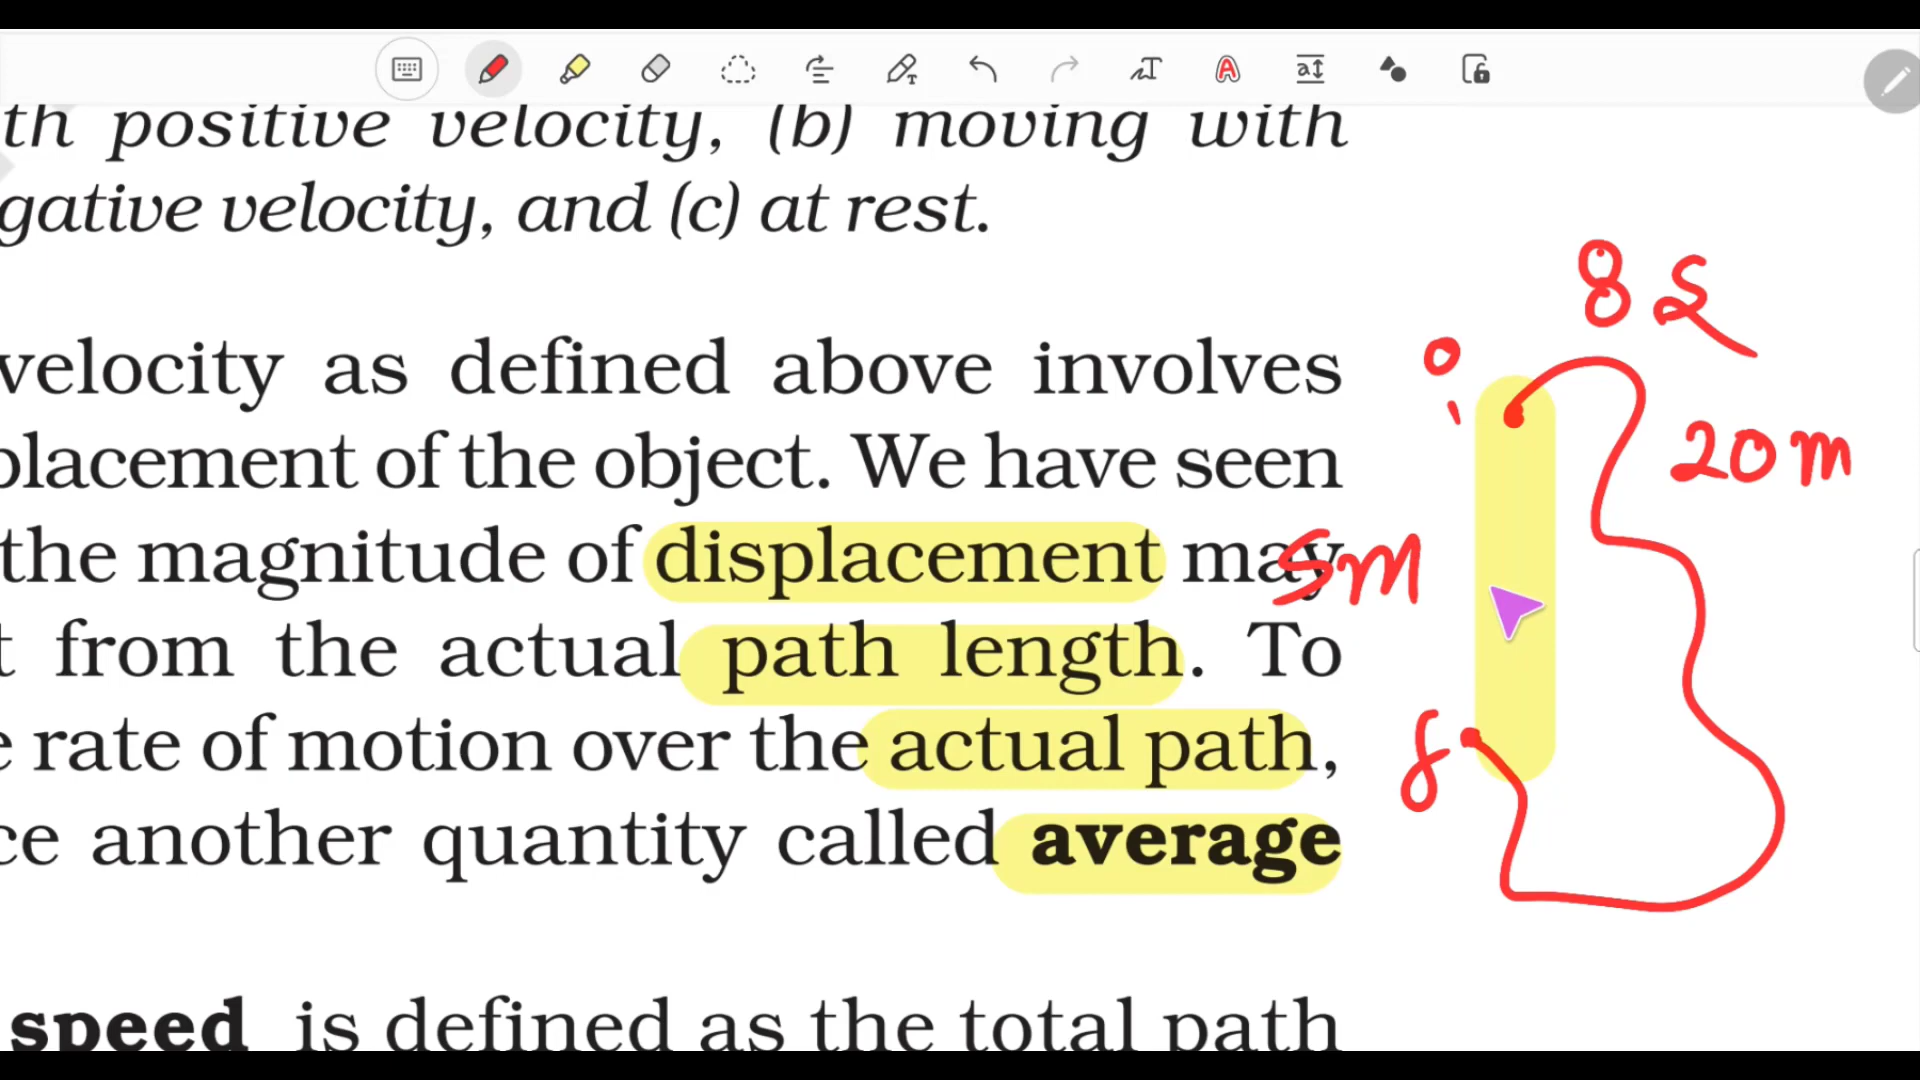 th positive velocity, (b) moving with
gative velocity, and (c) at rest.
velocity as defined above involves
placement of the object. We have seen
the magnitude of displacement may
t from the actual path length. To
e rate of motion over the actual path,
ce another quantity called average
speed is defined as the total path
8 s
i
20 m
5m
f